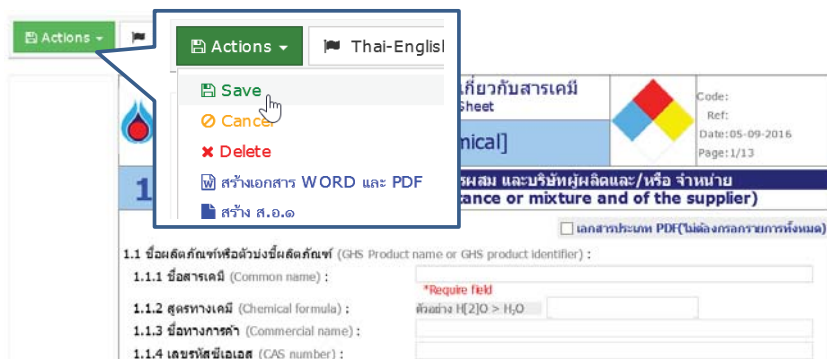 Actions
Actions
Thai-English
Save
Cancel
Delete
สร้างเอกสาร WORD และ PDF
สร้าง ส.อ.๑
เกี่ยวกับสารเคมี
Sheet
mical]
Code:
Ref:
Date:05-09-2016
Page:1/13
1
รผสม และบริษัทผู้ผลิตและ/หรือ จำหน่าย
tance or mixture and of the supplier)
เอกสารประเภท PDF(ไม่ต้องกรอกรายการทั้งหมด)
1.1 ชื่อผลิตภัณฑ์หรือตัวบ่งชี้ผลิตภัณฑ์ (GHS Product name or GHS product identifier) :
1.1.1 ชื่อสารเคมี (Common name) :
*Require field
1.1.2 สูตรทางเคมี (Chemical formula) : ตัวอย่าง H[2]O > H₂O
1.1.3 ชื่อทางการค้า (Commercial name) :
1.1.4 เลขรหัสซีเอเอส (CAS number) :